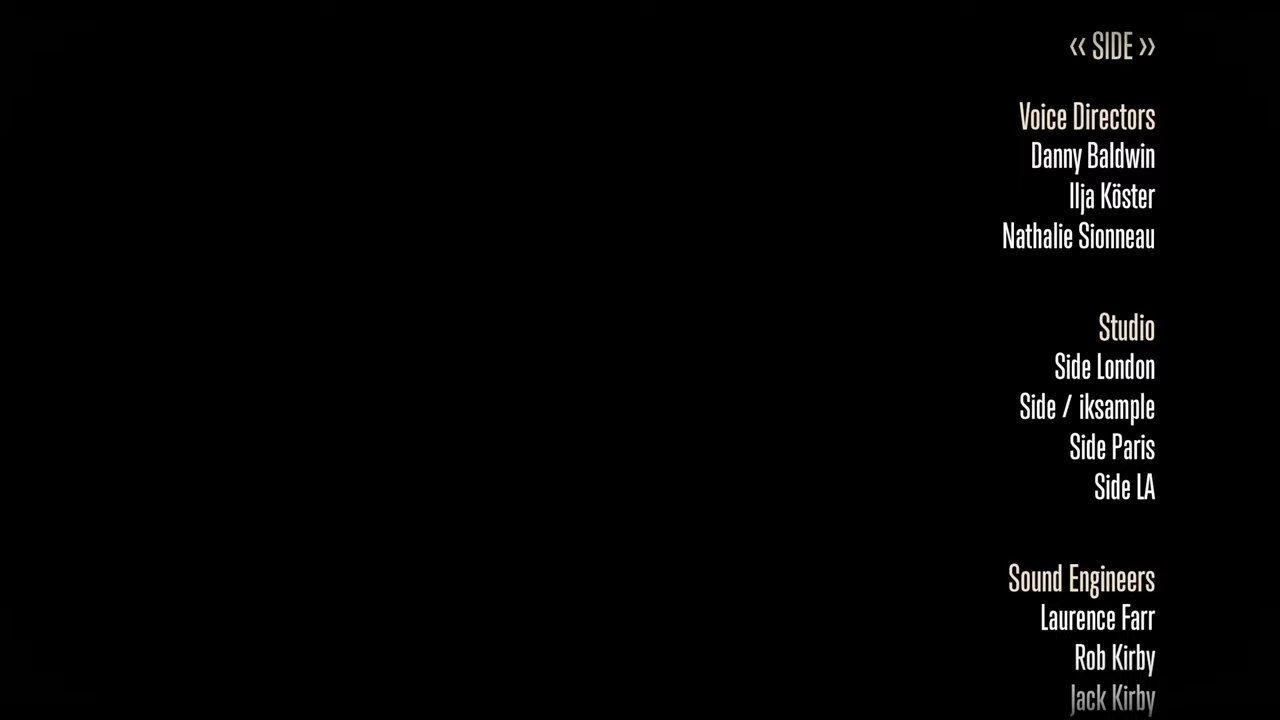 ‹‹ SIDE ››
Voice Directors
Danny Baldwin
Ilja Köster
Nathalie Sionneau
Studio
Side London
Side / iksample
Side Paris
Side LA
Sound Engineers
Laurence Farr
Rob Kirby
Jack Kirby